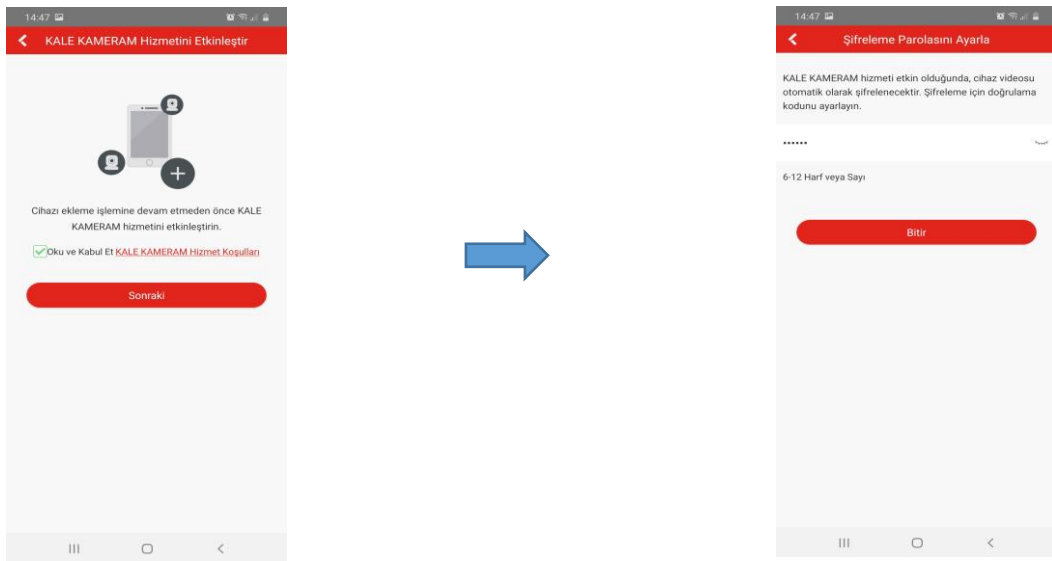 14:47
KALE KAMERAM Hizmetini Etkinleştir
Cihazı ekleme işlemine devam etmeden önce KALE
KAMERAM hizmetini etkinleştirin.
Oku ve Kabul Et KALE KAMERAM Hizmet Koşulları
Sonraki
14:47
Şifreleme Parolasını Ayarla
KALE KAMERAM hizmeti etkin olduğunda, cihaz videosu
otomatik olarak şifrelenecektir. Şifreleme için doğrulama
kodunu ayarlayın.
••••••
6-12 Harf veya Sayı
Bitir